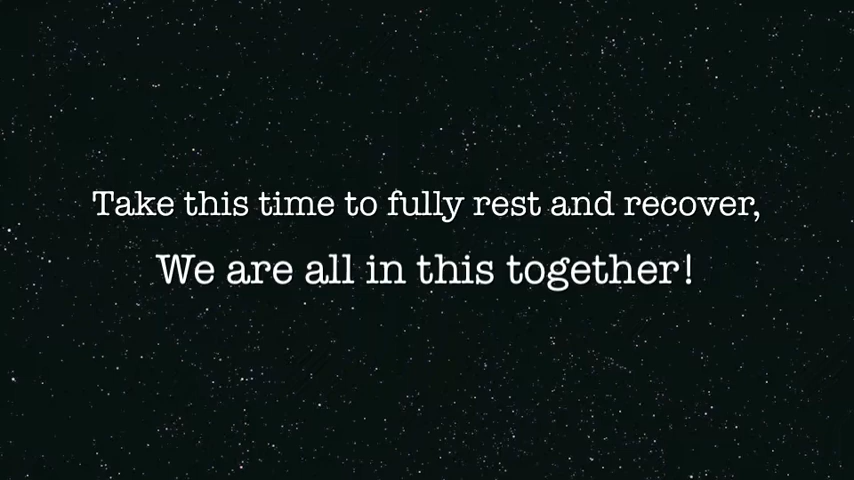 Take this time to fully rest and recover,
We are all in this together!